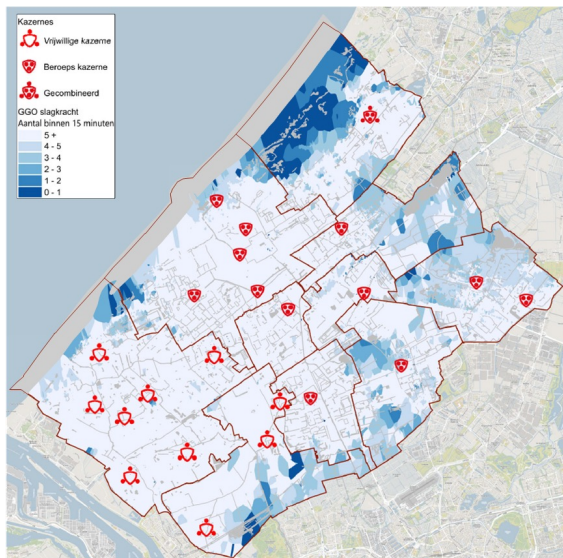 Kazernes
Vrijwillige kazerne
Beroeps kazerne
Gecombineerd
GGO slagkracht
Aantal binnen 15 minuten
5 +
4 - 5
3 - 4
2 - 3
1 - 2
0 - 1